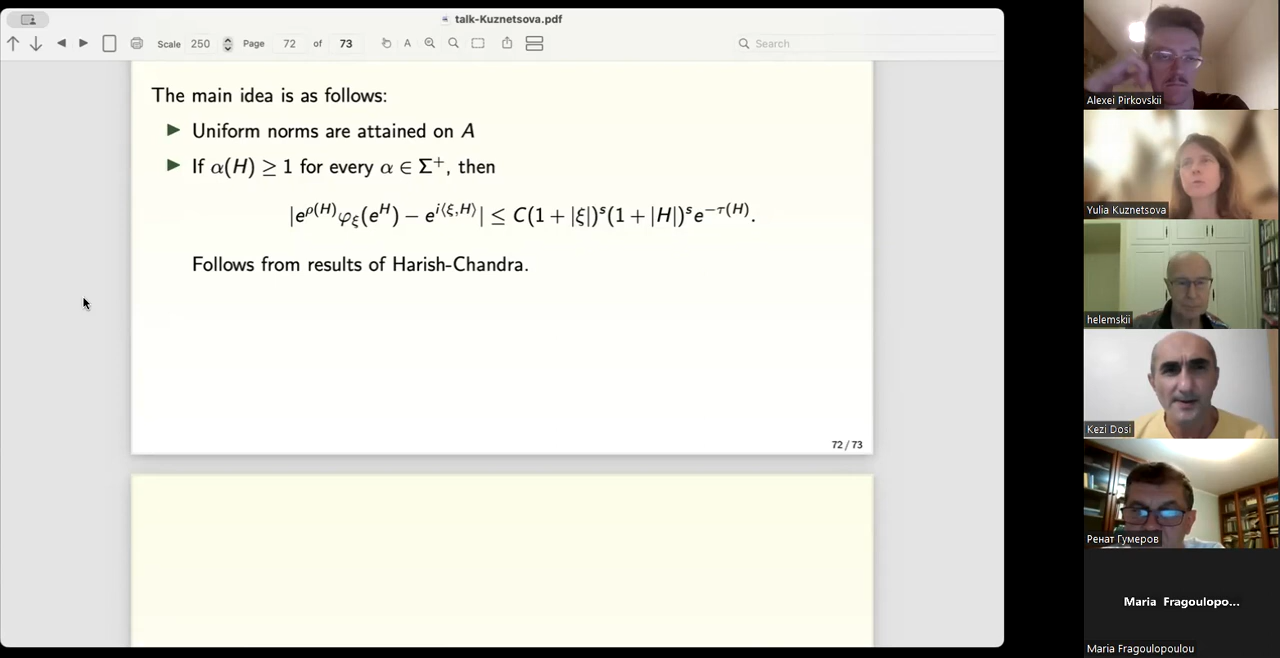 talk-Kuznetsova.pdf
Scale 250 Page 72 of 73 A Search
The main idea is as follows:
▶ Uniform norms are attained on A
▶ If α(H) ≥ 1 for every α ∈ Σ⁺, then
|e^{ρ(H)}φ_ξ(e^H) − e^{i⟨ξ,H⟩}| ≤ C(1 + |ξ|)^s(1 + |H|)^s e^{−τ(H)}.
Follows from results of Harish-Chandra.
72 / 73
Alexei Pirkovskii
Yulia Kuznetsova
helemskii
Kezi Dosi
Ренат Гумеров
Maria Fragoulopo...
Maria Fragoulopoulou